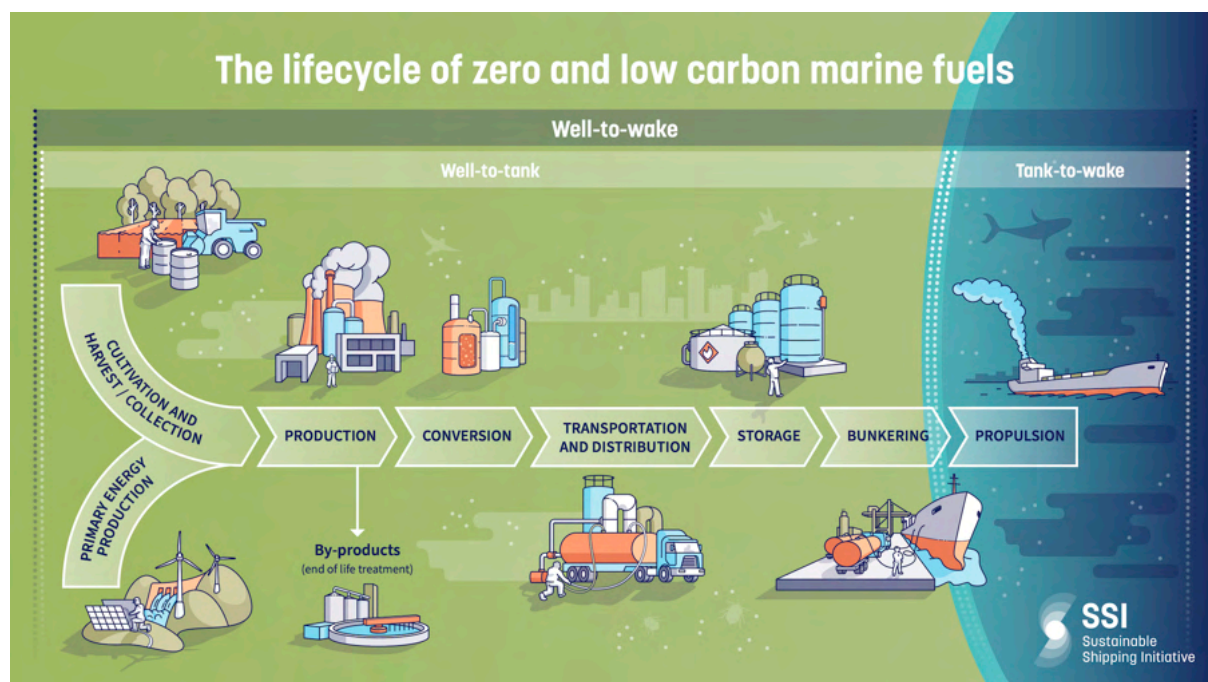 The lifecycle of zero and low carbon marine fuels
Well-to-wake
Well-to-tank
Tank-to-wake
CULTIVATION AND
HARVEST / COLLECTION
PRIMARY ENERGY
PRODUCTION
PRODUCTION
CONVERSION
TRANSPORTATION
AND DISTRIBUTION
STORAGE
BUNKERING
PROPULSION
By-products
(end of life treatment)
SSI
Sustainable
Shipping Initiative